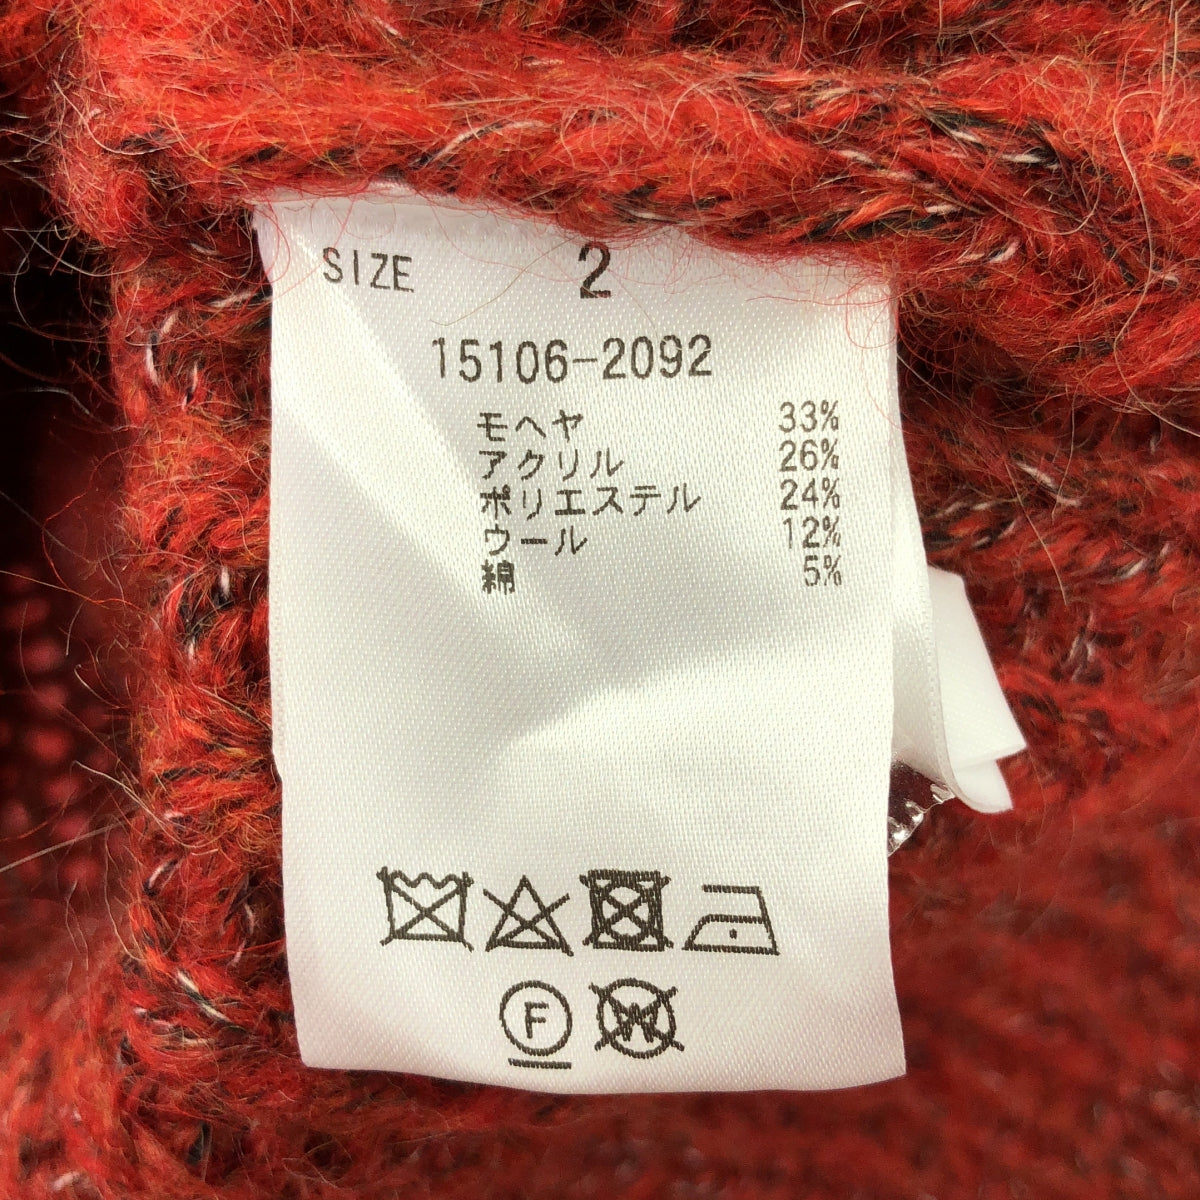 SIZE 2
15106-2092
モヘヤ 33%
アクリル 26%
ポリエステル 24%
ウール 12%
綿 5%
F W